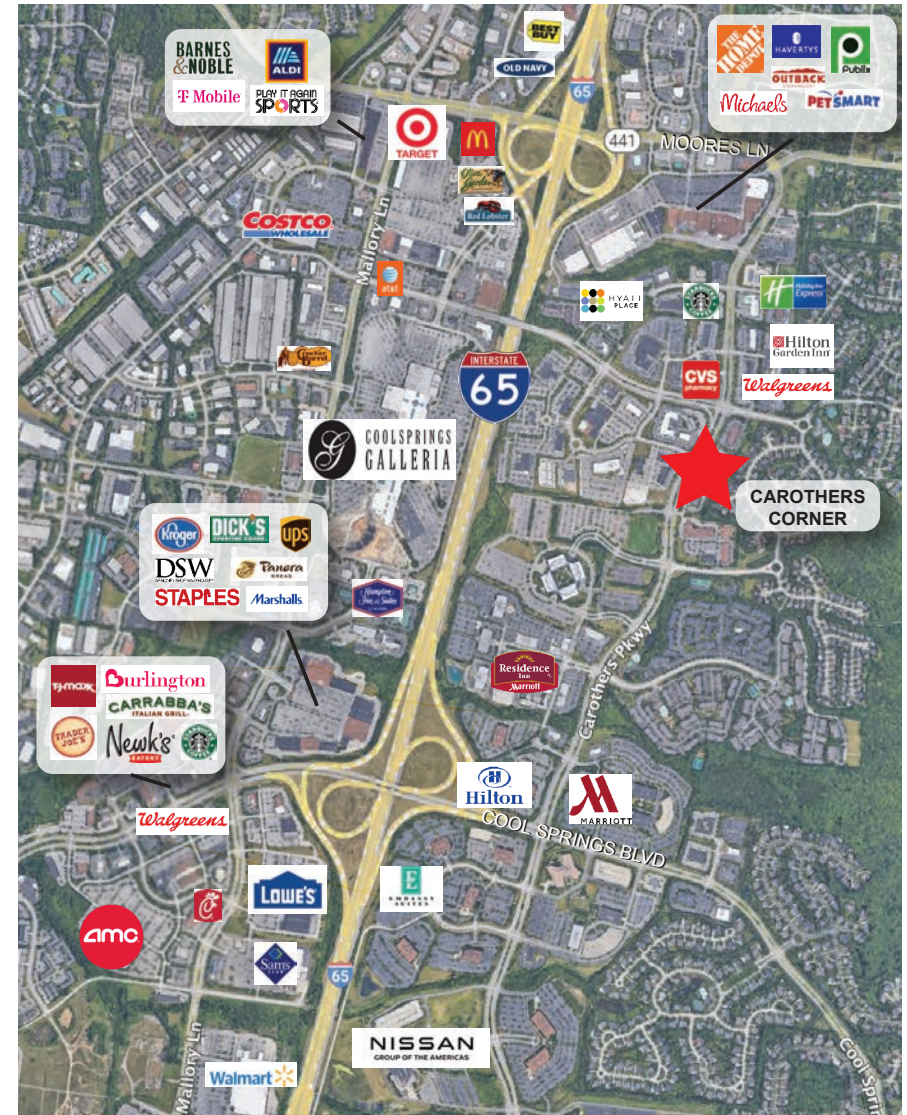 BEST
BUY
OLD NAVY
65
BARNES
&NOBLE
ALDI
T Mobile
PLAY IT AGAIN
SPORTS
THE
HOME
DEPOT
HAVERTYS
Publix
OUTBACK
Michaels
PETSMART
TARGET
441
MOORES LN
Olive
Garden
Red Lobster
COSTCO
WHOLESALE
Mallory Ln
at&t
HYATT
PLACE
STARBUCKS
COFFEE
H
Holiday Inn
Express
Hilton
Garden Inn
Cracker
Barrel
INTERSTATE
65
CVS
pharmacy
Walgreens
G
COOLSPRINGS
GALLERIA
CAROTHERS
CORNER
Kroger
DICK'S
SPORTING GOODS
ups
DSW
Panera
BREAD
STAPLES
Marshalls
Hampton
Inn & Suites
Residence
Inn
Marriott
Carothers Pkwy
T.J.maxx
Burlington
CARRABBA'S
ITALIAN GRILL
TRADER
JOE'S
Newk's
EATERY
STARBUCKS
COFFEE
Walgreens
H
Hilton
MARRIOTT
COOL SPRINGS BLVD
LOWE'S
E
EMBASSY
SUITES
amc
Sam's
CLUB
65
NISSAN
GROUP OF THE AMERICAS
Mallory Ln
Walmart
Cool Spri